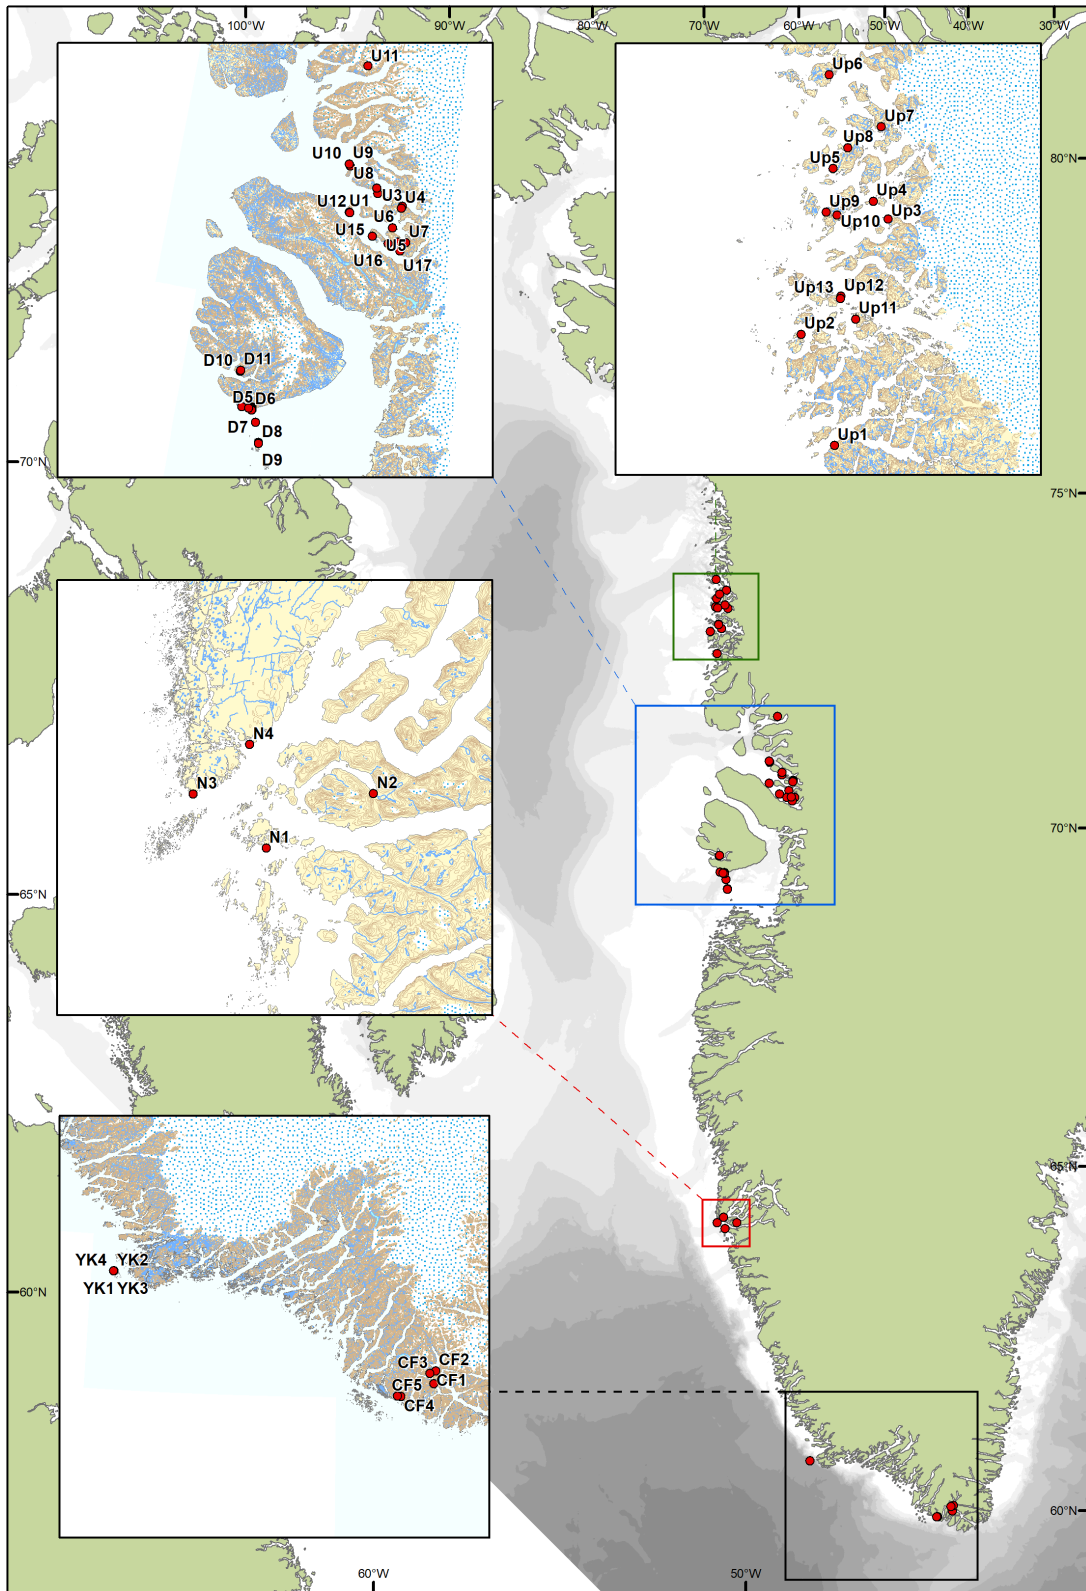 100°W 90°W 80°W 70°W 60°W 50°W 40°W 30°W
U11
U10 U9
U8
U3 U4
U12 U1
U6
U15 U7
U5
U16 U17
D10 D11
D5 D6
D7 D8
D9
Up6
Up7
Up8
Up5
Up4
Up9
Up10 Up3
Up13 Up12
Up11
Up2
Up1
80°N
70°N
75°N
N4
N3 N2
N1
70°N
65°N
65°N
YK4 YK2
YK1 YK3
60°N
CF3 CF2
CF5 CF1
CF4
60°N
60°W 50°W